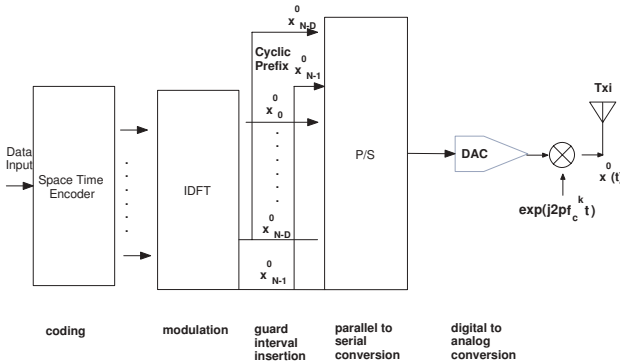 0
x N-D
Cyclic
Prefix
0
x N-1
Txi
0
x 0
Data
Input
Space Time
Encoder
IDFT
P/S
DAC
0
x (t)
k
exp(j2pf t)
c
0
x N-D
0
x N-1
coding
modulation
guard
interval
insertion
parallel to
serial
conversion
digital to
analog
conversion